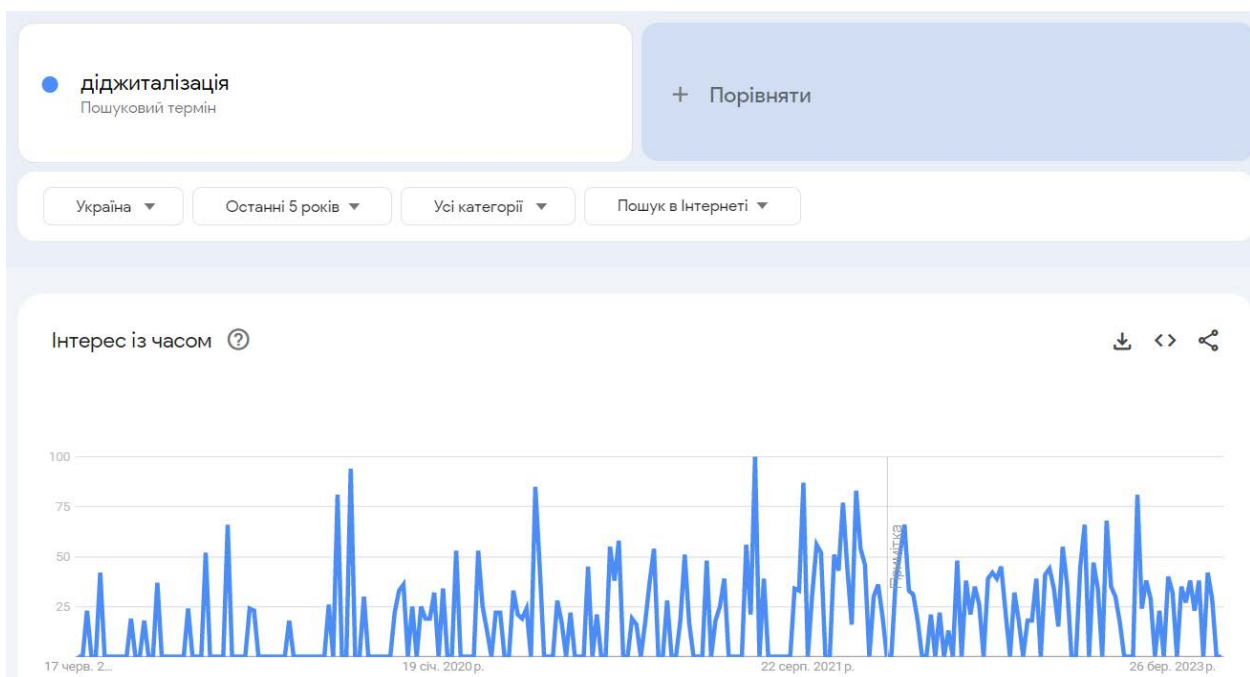 діджиталізація
Пошуковий термін
+ Порівняти
Україна
Останні 5 років
Усі категорії
Пошук в Інтернеті
Інтерес із часом
100
75
50
25
Примітка
17 черв. 2...
19 січ. 2020 р.
22 серп. 2021 р.
26 бер. 2023 р.